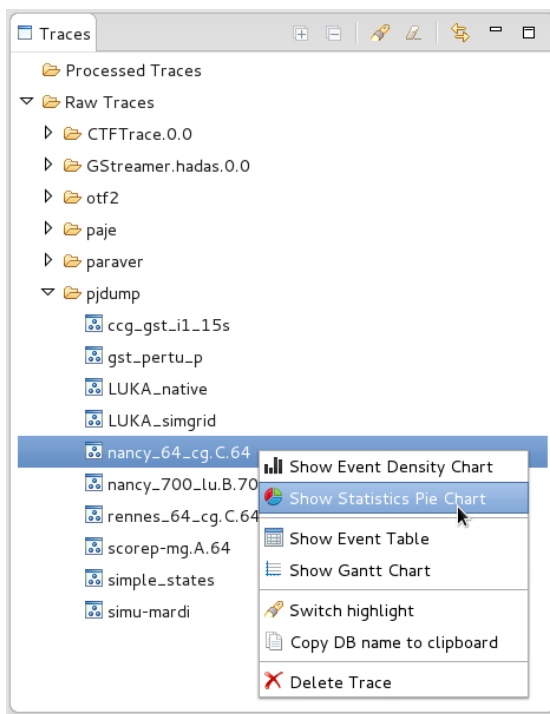 Traces
Processed Traces
Raw Traces
CTFTrace.0.0
GStreamer.hadas.0.0
otf2
paje
paraver
pjdump
ccg_gst_i1_15s
gst_pertu_p
LUKA_native
LUKA_simgrid
nancy_64_cg.C.64
nancy_700_lu.B.70
rennes_64_cg.C.64
scorep-mg.A.64
simple_states
simu-mardi
Show Event Density Chart
Show Statistics Pie Chart
Show Event Table
Show Gantt Chart
Switch highlight
Copy DB name to clipboard
Delete Trace